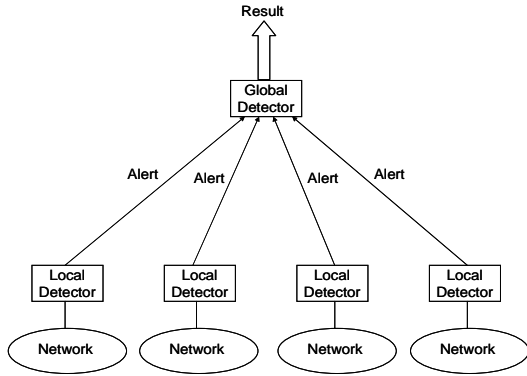 Result
Global
Detector
Alert
Alert
Alert
Alert
Local
Detector
Local
Detector
Local
Detector
Local
Detector
Network
Network
Network
Network